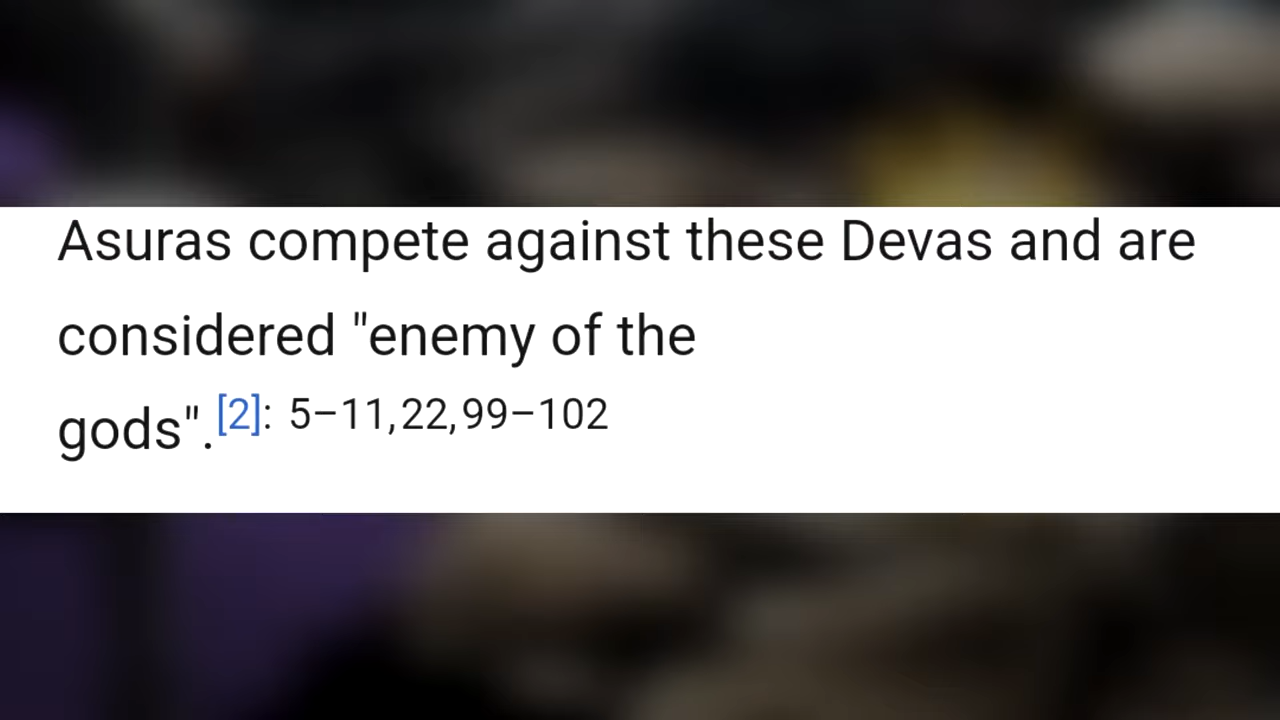 Asuras compete against these Devas and are
considered "enemy of the
gods".[2]: 5–11,22,99–102